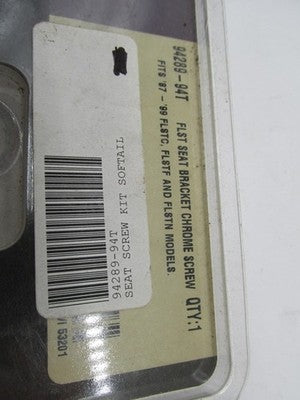 94289-94T
FLST SEAT BRACKET CHROME SCREW QTY:1
FITS '87 - '99 FLSTC, FLSTF AND FLSTN MODELS.
94289-94T
SEAT SCREW KIT SOFTAIL
53201